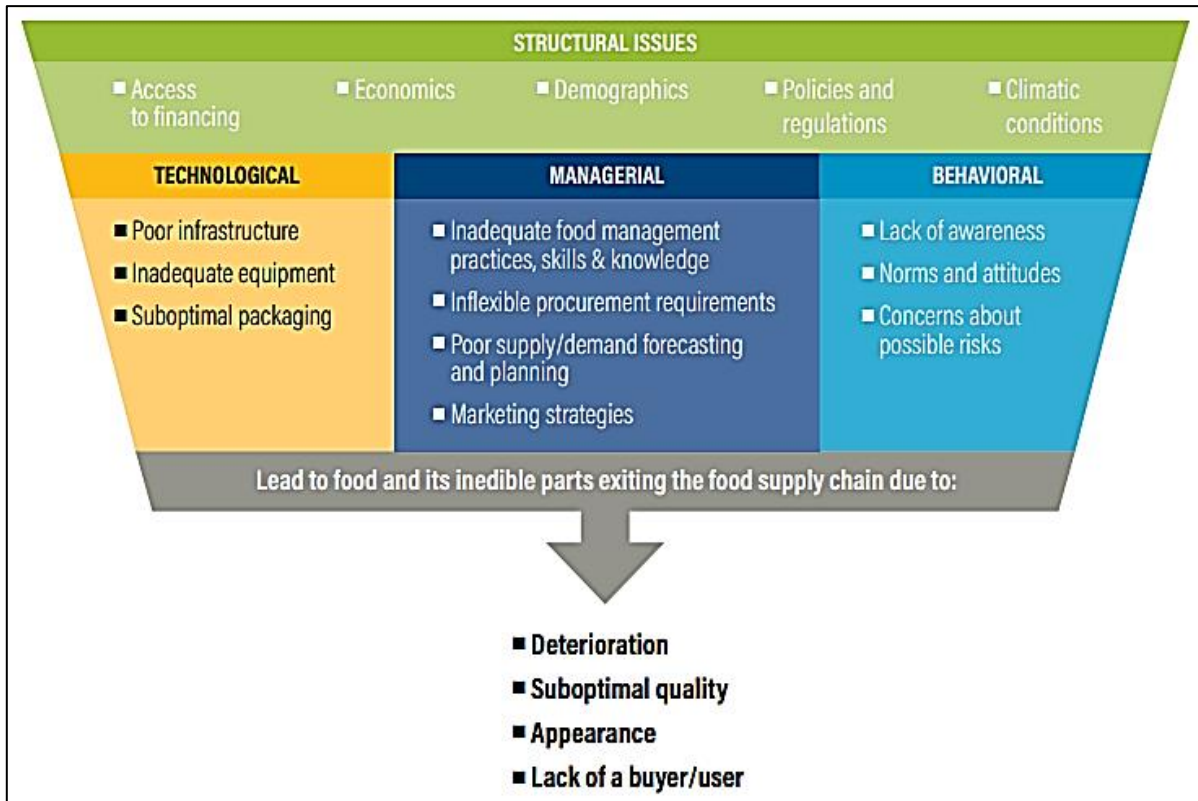 STRUCTURAL ISSUES
■ Access
to financing
■ Economics
■ Demographics
■ Policies and
regulations
■ Climatic
conditions
TECHNOLOGICAL
■ Poor infrastructure
■ Inadequate equipment
■ Suboptimal packaging
MANAGERIAL
■ Inadequate food management
practices, skills & knowledge
■ Inflexible procurement requirements
■ Poor supply/demand forecasting
and planning
■ Marketing strategies
BEHAVIORAL
■ Lack of awareness
■ Norms and attitudes
■ Concerns about
possible risks
Lead to food and its inedible parts exiting the food supply chain due to:
■ Deterioration
■ Suboptimal quality
■ Appearance
■ Lack of a buyer/user